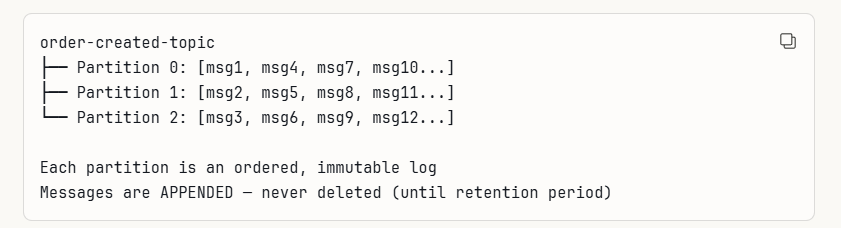 order-created-topic
├── Partition 0: [msg1, msg4, msg7, msg10...]
├── Partition 1: [msg2, msg5, msg8, msg11...]
└── Partition 2: [msg3, msg6, msg9, msg12...]

Each partition is an ordered, immutable log
Messages are APPENDED — never deleted (until retention period)